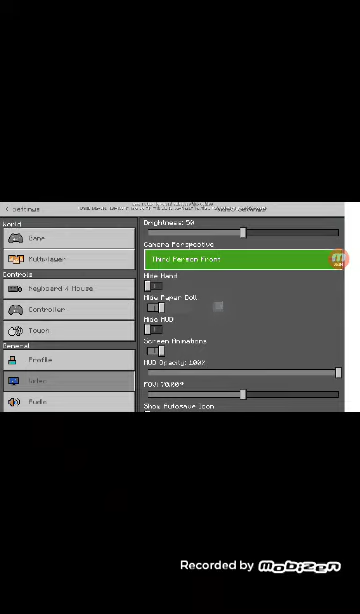 < Settings
World
Game
Multiplayer
Controls
Keyboard & Mouse
Controller
Touch
General
Profile
Video
Audio
Brightness: 50
Camera Perspective
Third Person Front
Hide Hand
Hide Paper Doll
Hide HUD
Screen Animations
HUD Opacity: 100%
FOV: 70.00°
Show Autosave Icon
Recorded by mobizen